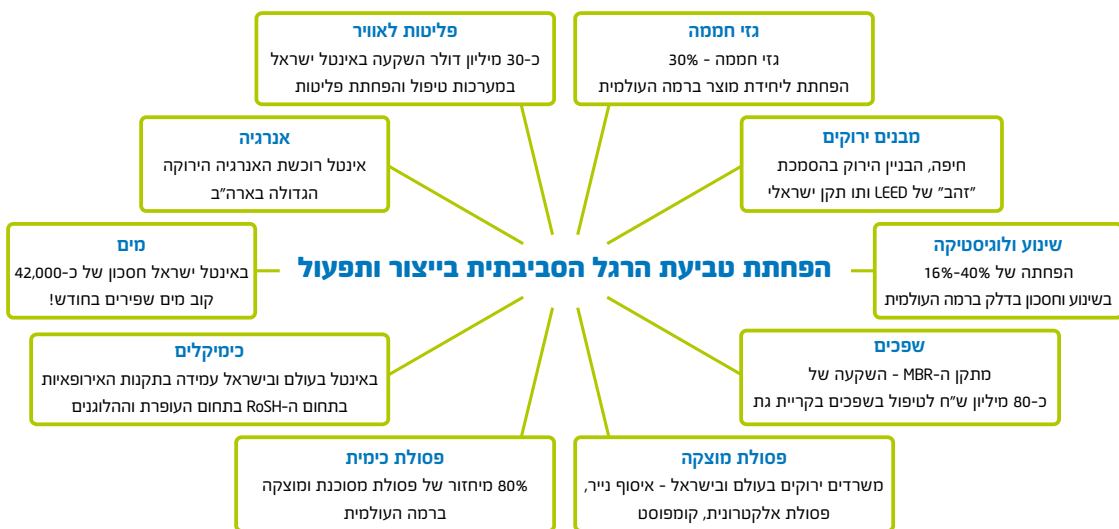 גזי חממה
גזי חממה - 30%
הפחתת ליחידת מוצר ברמה העולמית
פליטות לאוויר
כ-30 מיליון דולר השקעה באינטל ישראל
במערכות טיפול והפחתת פליטות
מבנים ירוקים
חיפה, הבניין הירוק בהסמכת
"זהב" של LEED ותו תקן ישראלי
אנרגיה
אינטל רוכשת האנרגיה הירוקה
הגדולה בארה"ב
שינוע ולוגיסטיקה
הפחתה של 16%-40%
בשינוע וחסכון בדלק ברמה העולמית
הפחתת טביעת הרגל הסביבתית בייצור ותפעול
מים
באינטל ישראל חסכון של כ-42,000
קוב מים שפירים בחודש!
שפכים
מתקן ה-MBR - השקעה של
כ-80 מיליון ש"ח לטיפול בשפכים בקריית גת
כימיקלים
באינטל בעולם ובישראל עמידה בתקנות האירופאיות
בתחום ה-RoSH בתחום העופרת וההלוגנים
פסולת מוצקה
משרדים ירוקים בעולם ובישראל - איסוף נייר,
פסולת אלקטרונית, קומפוסט
פסולת כימית
80% מיחזור של פסולת מסוכנת ומוצקה
ברמה העולמית